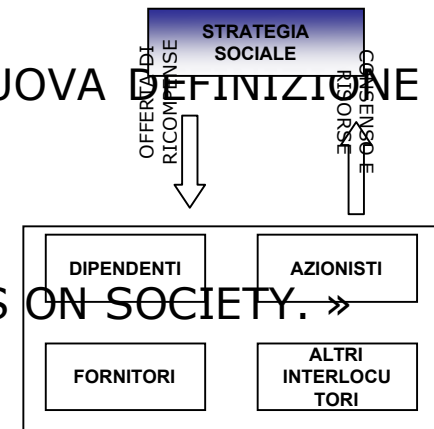 STRATEGIA
SOCIALE
OFFERTA DI
RICOMPENSE
CONSENSO E
RISORSE
UOVA DEFINIZIONE
DIPENDENTI
AZIONISTI
S ON SOCIETY. »
FORNITORI
ALTRI
INTERLOCU
TORI